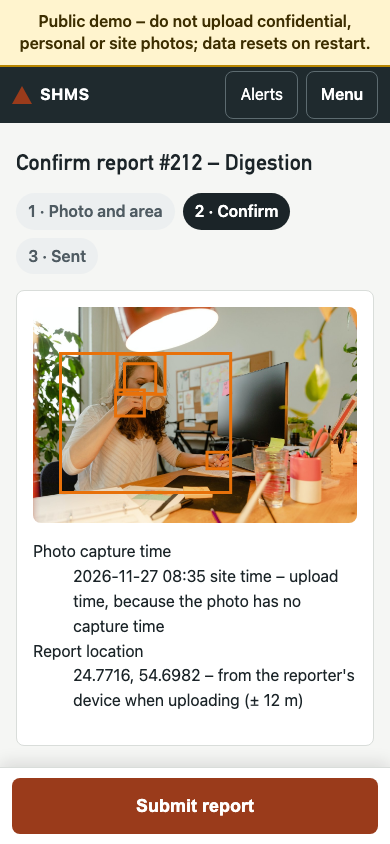 Public demo – do not upload confidential,
personal or site photos; data resets on restart.
SHMS
Alerts
Menu
Confirm report #212 – Digestion
1 · Photo and area
2 · Confirm
3 · Sent
Photo capture time
2026-11-27 08:35 site time – upload
time, because the photo has no
capture time
Report location
24.7716, 54.6982 – from the reporter's
device when uploading (± 12 m)
Submit report